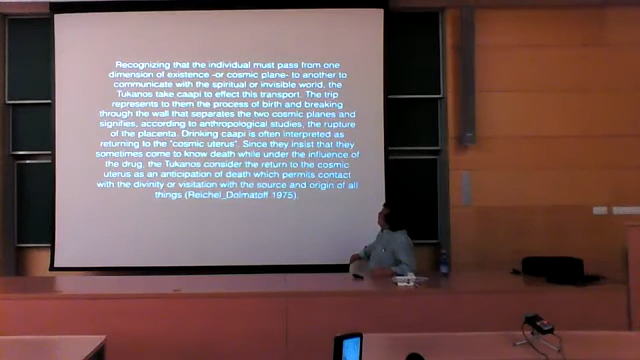 Recognizing that the individual must pass from one
dimension of existence -or cosmic plane- to another to
communicate with the spiritual or invisible world, the
Tukanos take caapi to effect this transport. The trip
represents to them the process of birth and breaking
through the wall that separates the two cosmic planes and
signifies, according to anthropological studies, the rupture
of the placenta. Drinking caapi is often interpreted as
returning to the "cosmic uterus". Since they insist that they
sometimes come to know death while under the influence of
the drug, the Tukanos consider the return to the cosmic
uterus as an anticipation of death which permits contact
with the divinity or visitation with the source and origin of all
things (Reichel_Dolmatoff 1975).